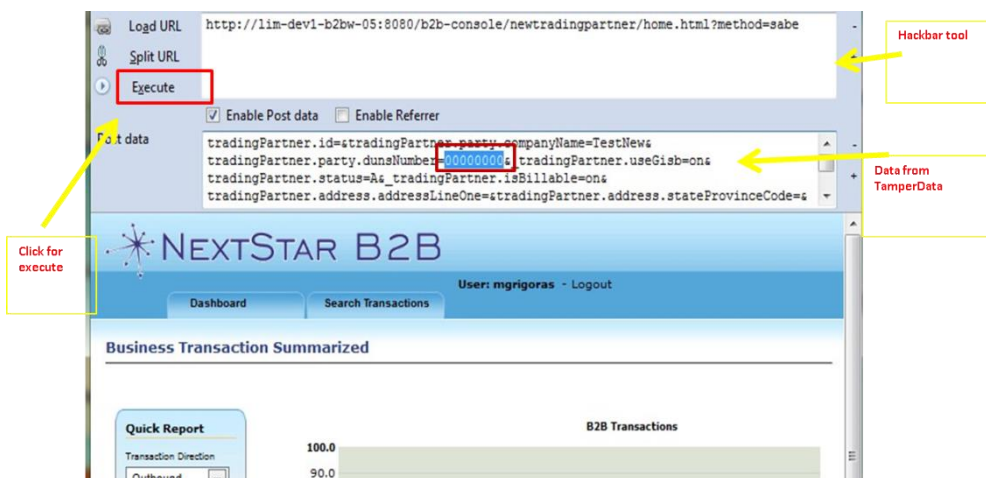 Load URL
http://lim-dev1-b2bw-05:8080/b2b-console/newtradingpartner/home.html?method=sabe
Hackbar tool
Split URL
Execute
Enable Post data
Enable Referrer
Post data
tradingPartner.id=&tradingPartner.party.companyName=TestNew&
tradingPartner.party.dunsNumber=00000000&_tradingPartner.useGisb=on&
tradingPartner.status=A&_tradingPartner.isBillable=on&
tradingPartner.address.addressLineOne=&tradingPartner.address.stateProvinceCode=&
Data from
TamperData
Click for
execute
NEXTSTAR B2B
User: mgrigoras - Logout
Dashboard
Search Transactions
Business Transaction Summarized
Quick Report
B2B Transactions
Transaction Direction
100.0
Outbound
90.0